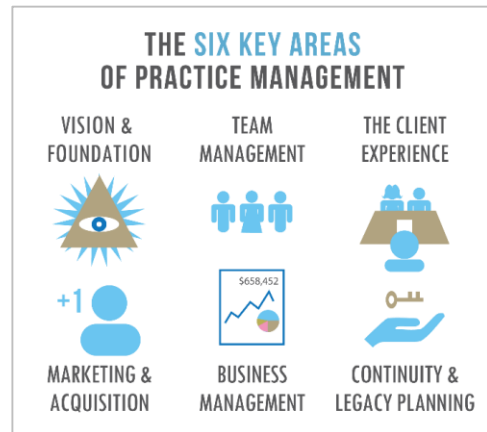 THE SIX KEY AREAS
OF PRACTICE MANAGEMENT
VISION &
FOUNDATION
TEAM
MANAGEMENT
THE CLIENT
EXPERIENCE
+1
$658,452
MARKETING &
ACQUISITION
BUSINESS
MANAGEMENT
CONTINUITY &
LEGACY PLANNING